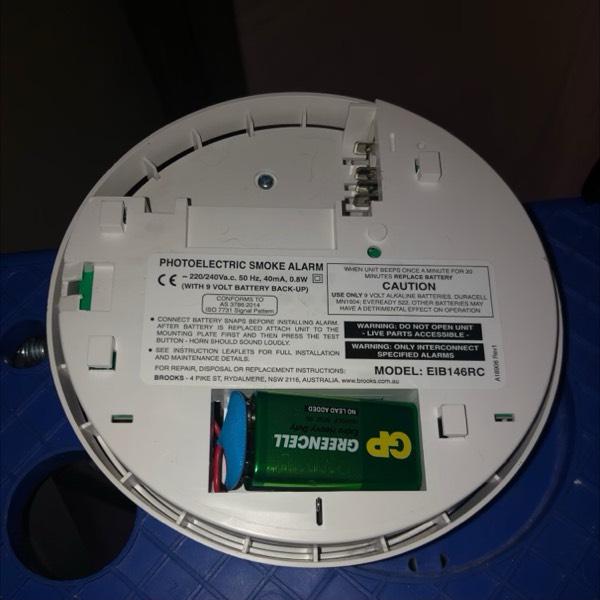 PHOTOELECTRIC SMOKE ALARM
~ 220/240Va.c. 50 Hz, 40mA, 0.8W
CE (WITH 9 VOLT BATTERY BACK-UP)
CONFORMS TO
AS 3786:2014
ISO 7731 Signal Pattern
• CONNECT BATTERY SNAPS BEFORE INSTALLING ALARM.
AFTER BATTERY IS REPLACED ATTACH UNIT TO THE
MOUNTING PLATE FIRST AND THEN PRESS THE TEST
BUTTON - HORN SHOULD SOUND LOUDLY.
• SEE INSTRUCTION LEAFLETS FOR FULL INSTALLATION
AND MAINTENANCE DETAILS.
FOR REPAIR, DISPOSAL OR REPLACEMENT INSTRUCTIONS:
BROOKS - 4 PIKE ST, RYDALMERE, NSW 2116, AUSTRALIA. www.brooks.com.au
WHEN UNIT BEEPS ONCE A MINUTE FOR 30
MINUTES REPLACE BATTERY
CAUTION
USE ONLY 9 VOLT ALKALINE BATTERIES. DURACELL
MN1604; EVEREADY 522. OTHER BATTERIES MAY
HAVE A DETRIMENTAL EFFECT ON OPERATION
WARNING: DO NOT OPEN UNIT
- LIVE PARTS ACCESSIBLE -
WARNING: ONLY INTERCONNECT
SPECIFIED ALARMS
MODEL: EIB146RC
A16906 Rev1
GP
GREENCELL
Extra Heavy Duty
NO LEAD ADDED